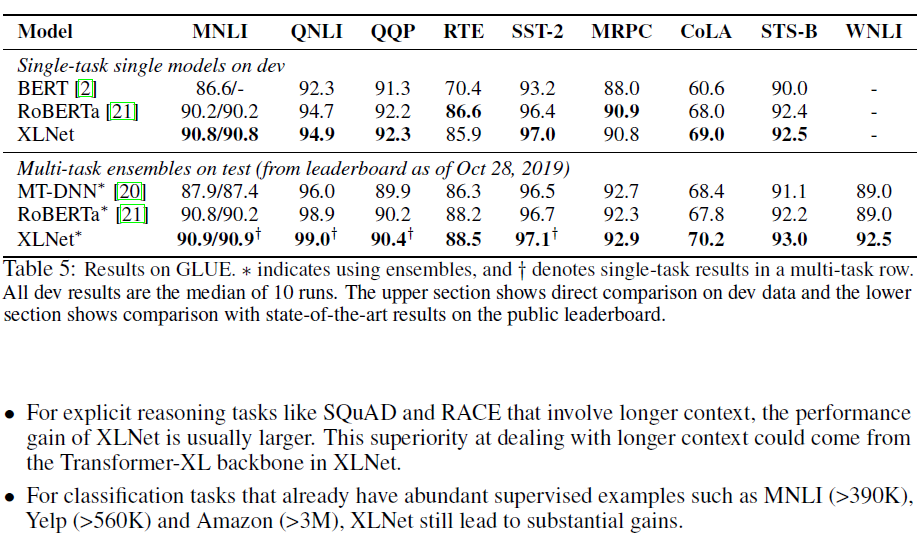 Model MNLI QNLI QQP RTE SST-2 MRPC CoLA STS-B WNLI
Single-task single models on dev
BERT [2] 86.6/- 92.3 91.3 70.4 93.2 88.0 60.6 90.0 -
RoBERTa [21] 90.2/90.2 94.7 92.2 86.6 96.4 90.9 68.0 92.4 -
XLNet 90.8/90.8 94.9 92.3 85.9 97.0 90.8 69.0 92.5 -
Multi-task ensembles on test (from leaderboard as of Oct 28, 2019)
MT-DNN* [20] 87.9/87.4 96.0 89.9 86.3 96.5 92.7 68.4 91.1 89.0
RoBERTa* [21] 90.8/90.2 98.9 90.2 88.2 96.7 92.3 67.8 92.2 89.0
XLNet* 90.9/90.9† 99.0† 90.4† 88.5 97.1† 92.9 70.2 93.0 92.5
Table 5: Results on GLUE. * indicates using ensembles, and † denotes single-task results in a multi-task row.
All dev results are the median of 10 runs. The upper section shows direct comparison on dev data and the lower
section shows comparison with state-of-the-art results on the public leaderboard.
• For explicit reasoning tasks like SQuAD and RACE that involve longer context, the performance
gain of XLNet is usually larger. This superiority at dealing with longer context could come from
the Transformer-XL backbone in XLNet.
• For classification tasks that already have abundant supervised examples such as MNLI (>390K),
Yelp (>560K) and Amazon (>3M), XLNet still lead to substantial gains.